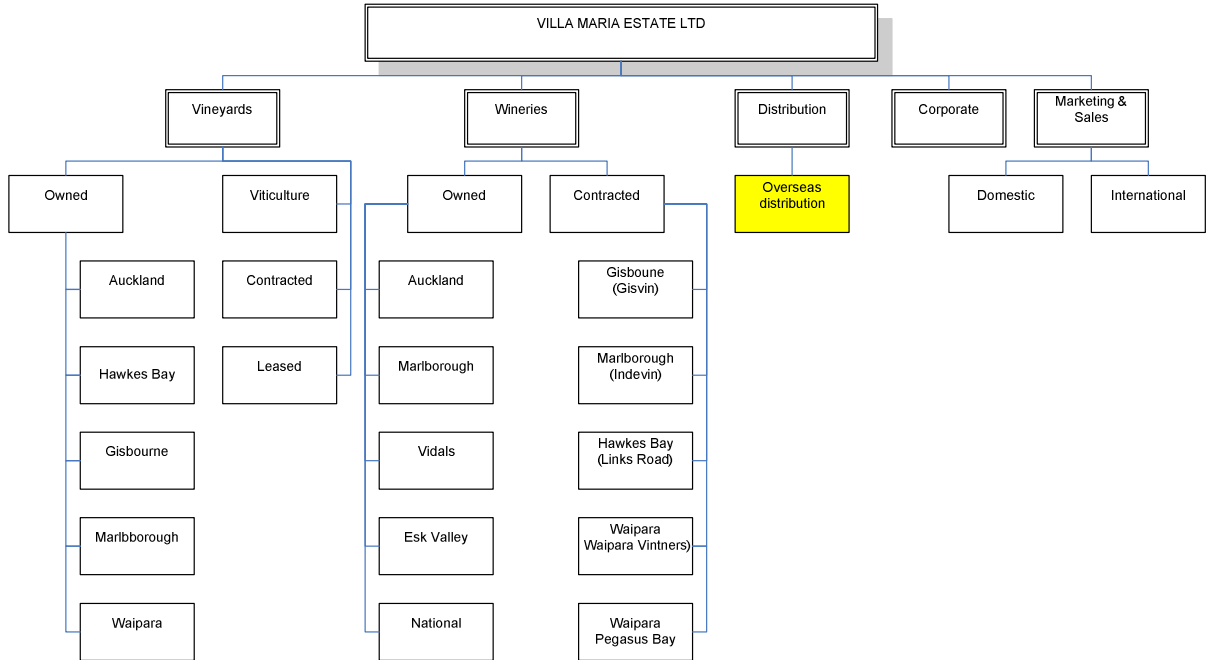 VILLA MARIA ESTATE LTD
Vineyards
Wineries
Distribution
Corporate
Marketing &
Sales
Owned
Viticulture
Owned
Contracted
Overseas
distribution
Domestic
International
Auckland
Contracted
Auckland
Gisboune
(Gisvin)
Hawkes Bay
Leased
Marlborough
Marlborough
(Indevin)
Gisbourne
Vidals
Hawkes Bay
(Links Road)
Marlbborough
Esk Valley
Waipara
Waipara Vintners)
Waipara
National
Waipara
Pegasus Bay